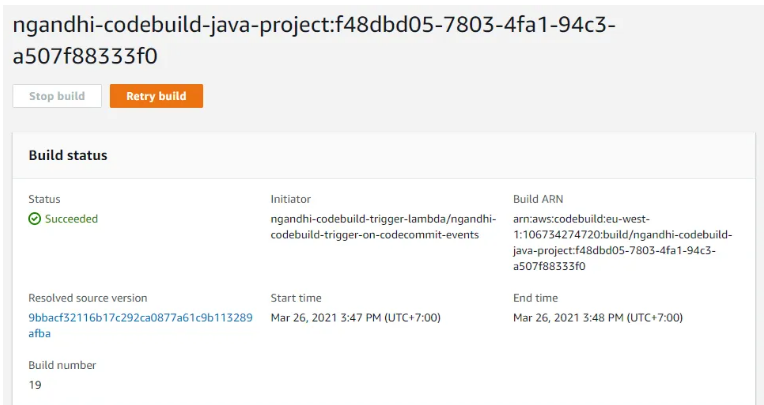 ngandhi-codebuild-java-project:f48dbd05-7803-4fa1-94c3-
a507f88333f0
Stop build
Retry build
Build status
Status
Succeeded
Initiator
ngandhi-codebuild-trigger-lambda/ngandhi-
codebuild-trigger-on-codecommit-events
Build ARN
arn:aws:codebuild:eu-west-
1:106734274720:build/ngandhi-codebuild-
java-project:f48dbd05-7803-4fa1-94c3-
a507f88333f0
Resolved source version
9bbacf32116b17c292ca0877a61c9b113289
afba
Start time
Mar 26, 2021 3:47 PM (UTC+7:00)
End time
Mar 26, 2021 3:48 PM (UTC+7:00)
Build number
19